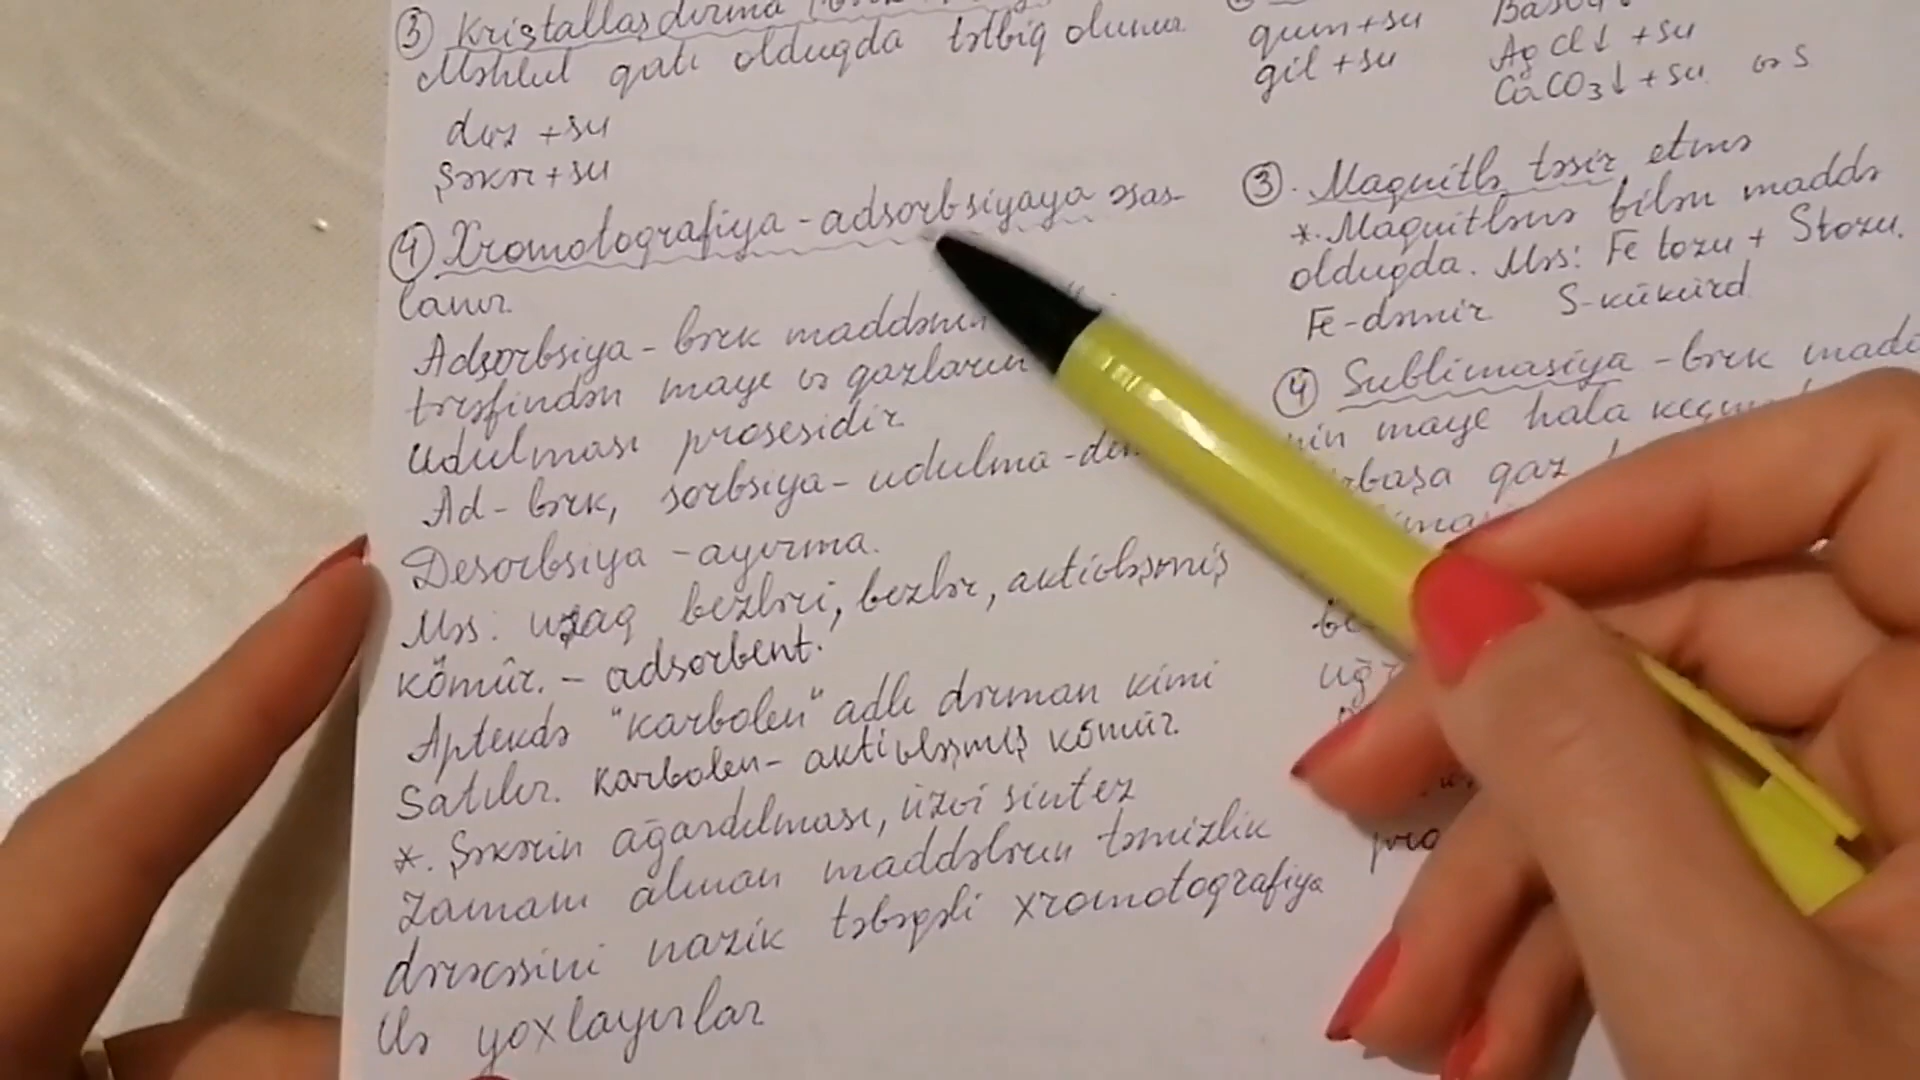 ③ Kristallaşdırma
Məhlul qatı olduqda tətbiq olunur.
duz + su
Şəkər + su
④ Xromotografiya - adsorbsiyaya əsas-
lanır.
Adsorbsiya - bərk maddənin
tərəfindən maye və qazların
udulması prosesidir.
Ad - bərk, sorbsiya - udulma
Desorbsiya - ayırma.
Məs: uşaq bezləri, bezlər, aktivləşmiş
kömür. - adsorbent.
Aptekdə "karbolen" adlı dərman kimi
Satılır. Karbolen - aktivləşmiş kömür.
*. Şəkərin ağardılması, üzvi sintez
zamanı alınan maddələrin təmizlik
dərəcəsini nazik təbəqəli xromotografiya
ilə yoxlayırlar
qum + su
gil + su
AgCl↓ + su
CaCO3↓ + su və s
③. Maqnitlə təsir etmə
*. Maqnitlənə bilən maddə
olduqda. Məs: Fe tozu + S tozu.
Fe - dəmir S - kükürd
④ Sublimasiya - bərk
nin maye hala
qaz